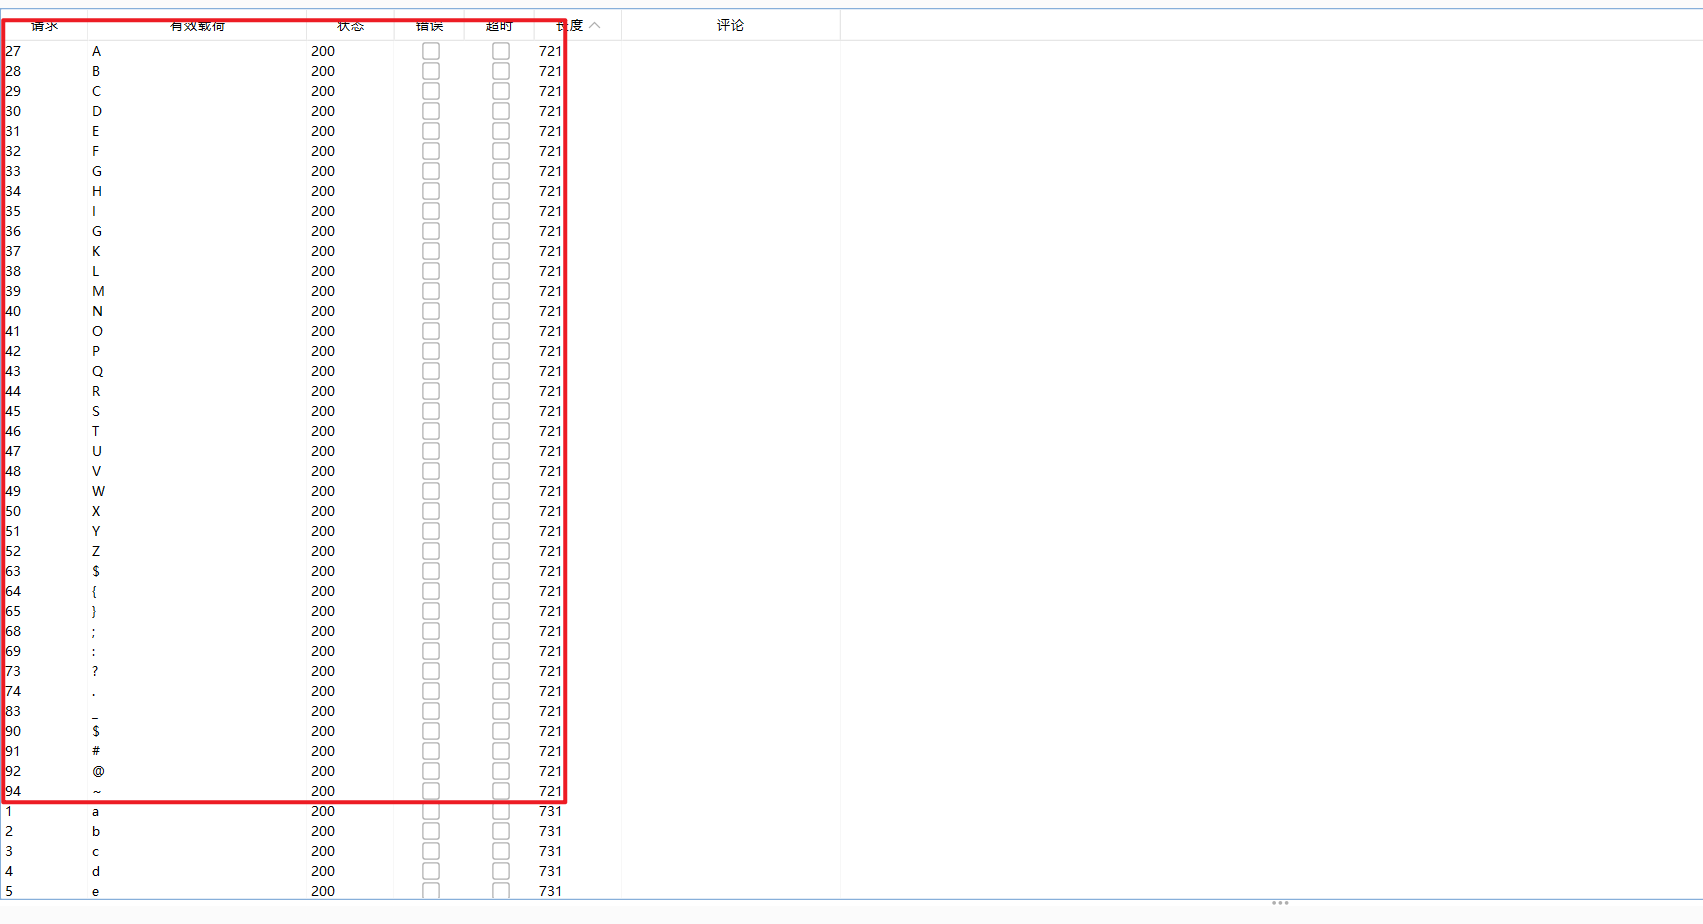 请求 有效载荷 状态 错误 超时 长度 评论
27 A 200 721
28 B 200 721
29 C 200 721
30 D 200 721
31 E 200 721
32 F 200 721
33 G 200 721
34 H 200 721
35 I 200 721
36 G 200 721
37 K 200 721
38 L 200 721
39 M 200 721
40 N 200 721
41 O 200 721
42 P 200 721
43 Q 200 721
44 R 200 721
45 S 200 721
46 T 200 721
47 U 200 721
48 V 200 721
49 W 200 721
50 X 200 721
51 Y 200 721
52 Z 200 721
63 $ 200 721
64 { 200 721
65 } 200 721
68 ; 200 721
69 : 200 721
73 ? 200 721
74 . 200 721
83 _ 200 721
90 $ 200 721
91 # 200 721
92 @ 200 721
94 ~ 200 721
1 a 200 731
2 b 200 731
3 c 200 731
4 d 200 731
5 e 200 731